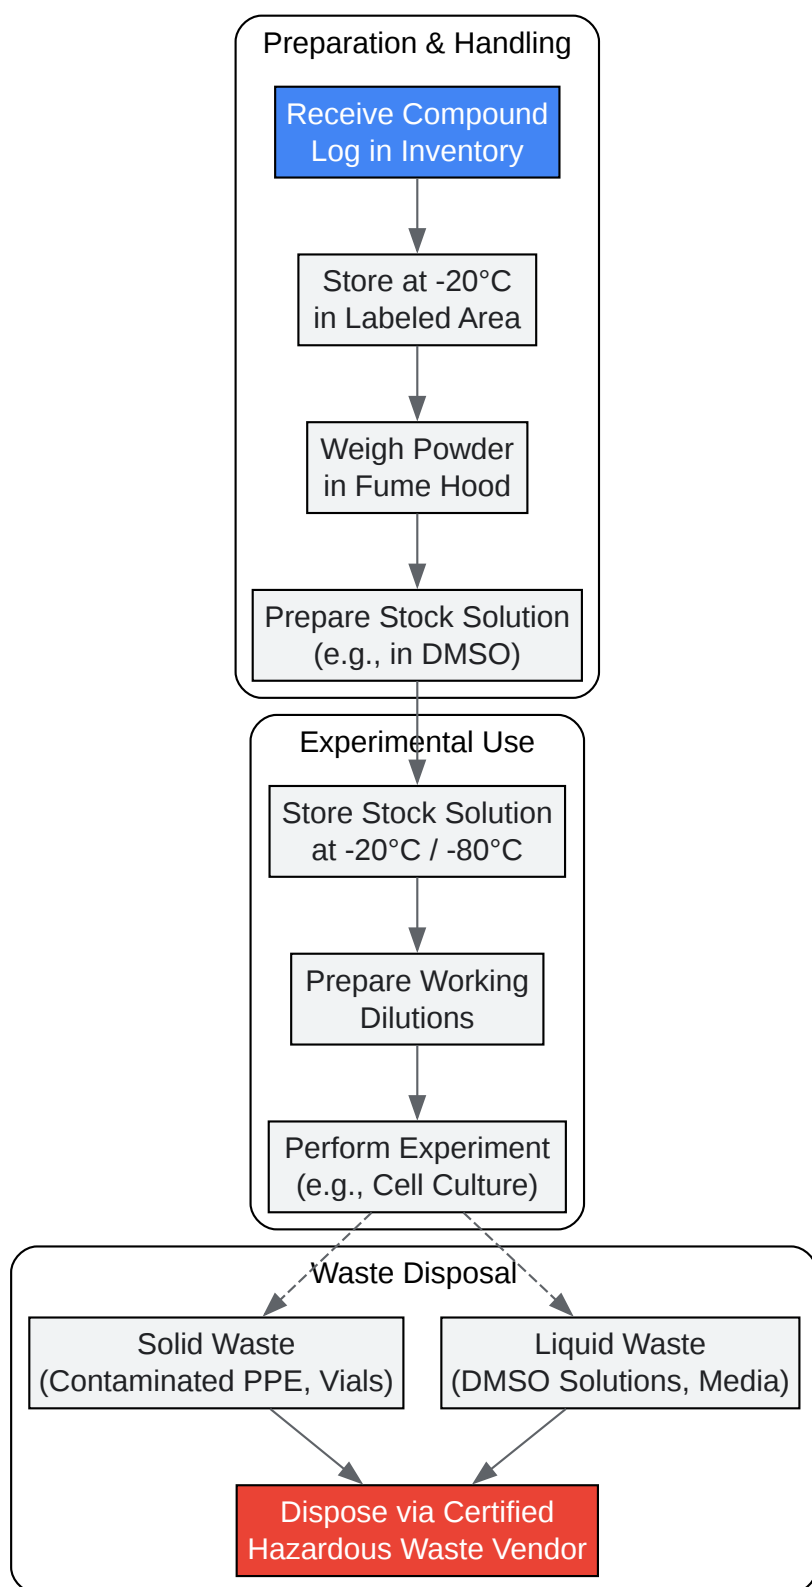 Preparation & Handling
Receive Compound
Log in Inventory
Store at -20°C
in Labeled Area
Weigh Powder
in Fume Hood
Prepare Stock Solution
(e.g., in DMSO)
Experimental Use
Store Stock Solution
at -20°C / -80°C
Prepare Working
Dilutions
Perform Experiment
(e.g., Cell Culture)
Waste Disposal
Solid Waste
(Contaminated PPE, Vials)
Liquid Waste
(DMSO Solutions, Media)
Dispose via Certified
Hazardous Waste Vendor